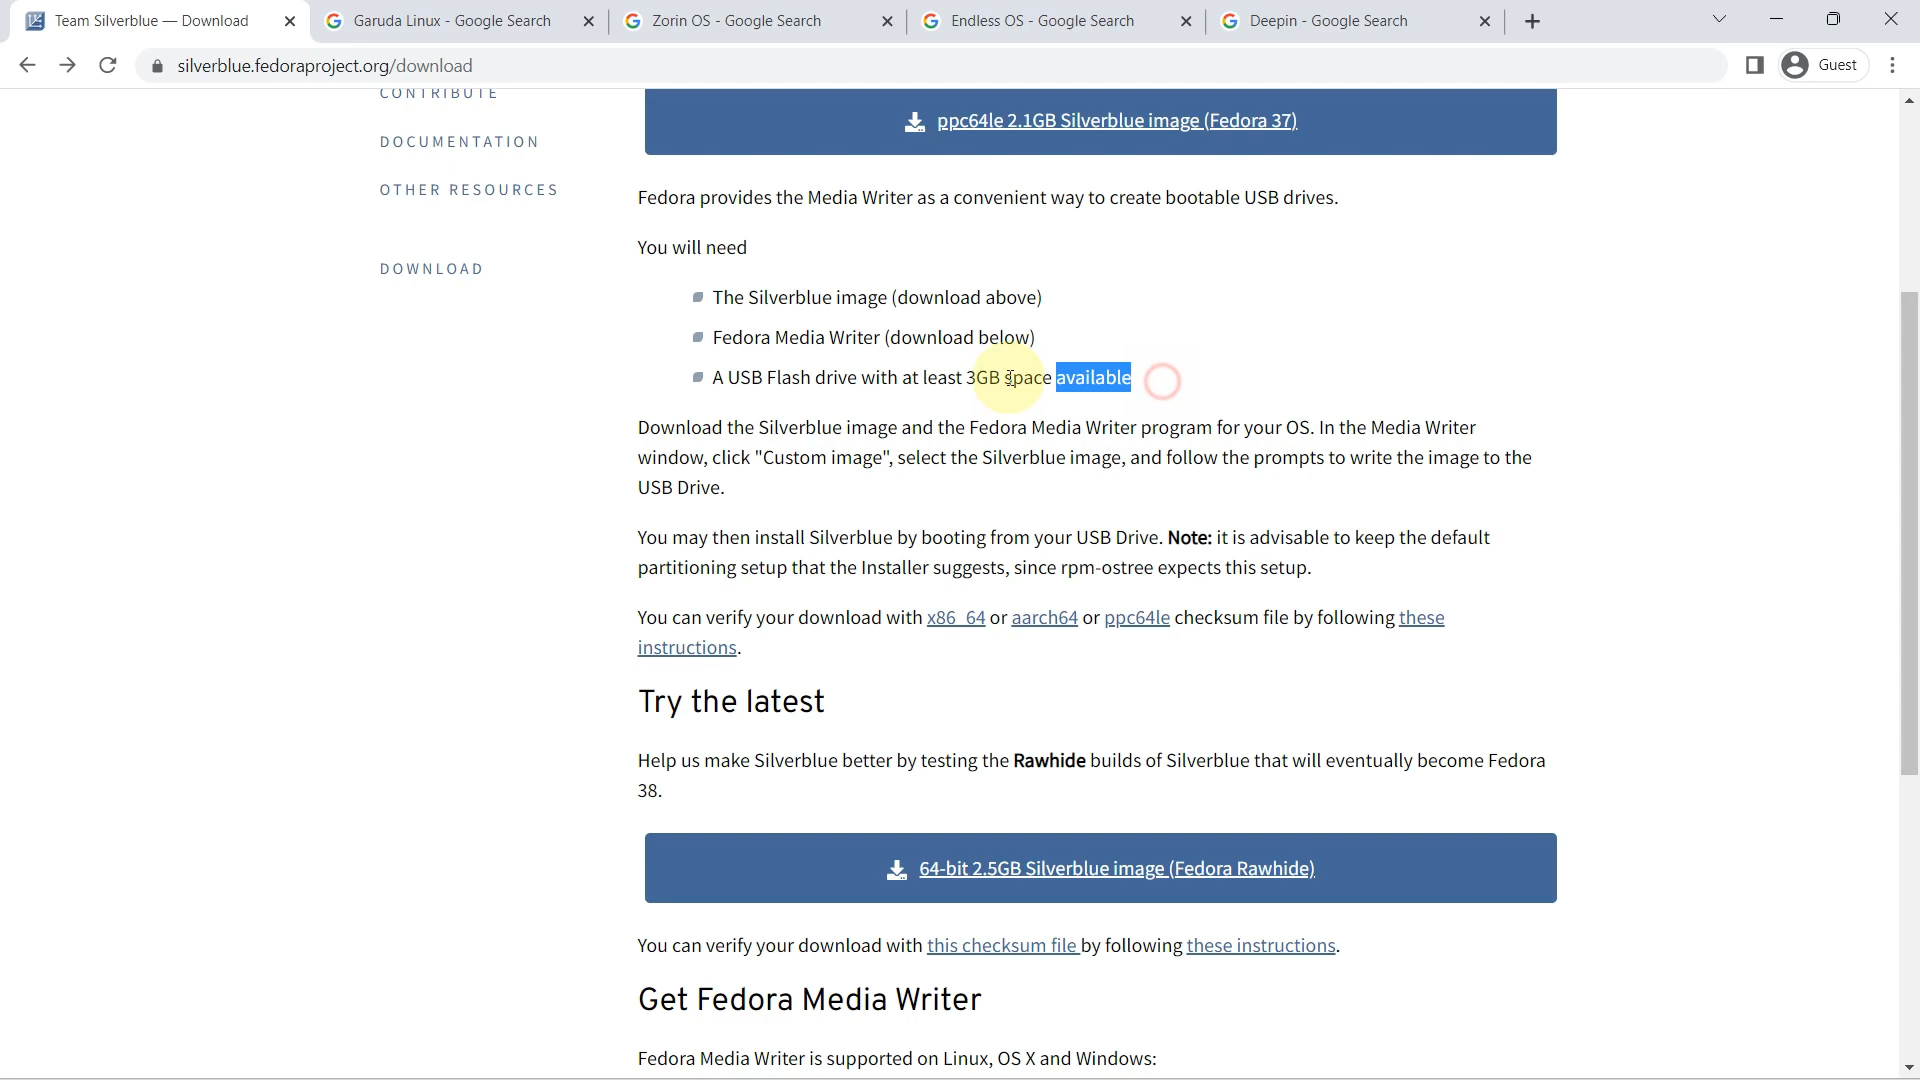 Team Silverblue — Download
Garuda Linux - Google Search
Zorin OS - Google Search
Endless OS - Google Search
Deepin - Google Search
silverblue.fedoraproject.org/download
Guest
CONTRIBUTE
DOCUMENTATION
OTHER RESOURCES
DOWNLOAD
ppc64le 2.1GB Silverblue image (Fedora 37)
Fedora provides the Media Writer as a convenient way to create bootable USB drives.
You will need
The Silverblue image (download above)
Fedora Media Writer (download below)
A USB Flash drive with at least 3GB space available
Download the Silverblue image and the Fedora Media Writer program for your OS. In the Media Writer
window, click "Custom image", select the Silverblue image, and follow the prompts to write the image to the
USB Drive.
You may then install Silverblue by booting from your USB Drive. Note: it is advisable to keep the default
partitioning setup that the Installer suggests, since rpm-ostree expects this setup.
You can verify your download with x86_64 or aarch64 or ppc64le checksum file by following these
instructions.
Try the latest
Help us make Silverblue better by testing the Rawhide builds of Silverblue that will eventually become Fedora
38.
64-bit 2.5GB Silverblue image (Fedora Rawhide)
You can verify your download with this checksum file by following these instructions.
Get Fedora Media Writer
Fedora Media Writer is supported on Linux, OS X and Windows: